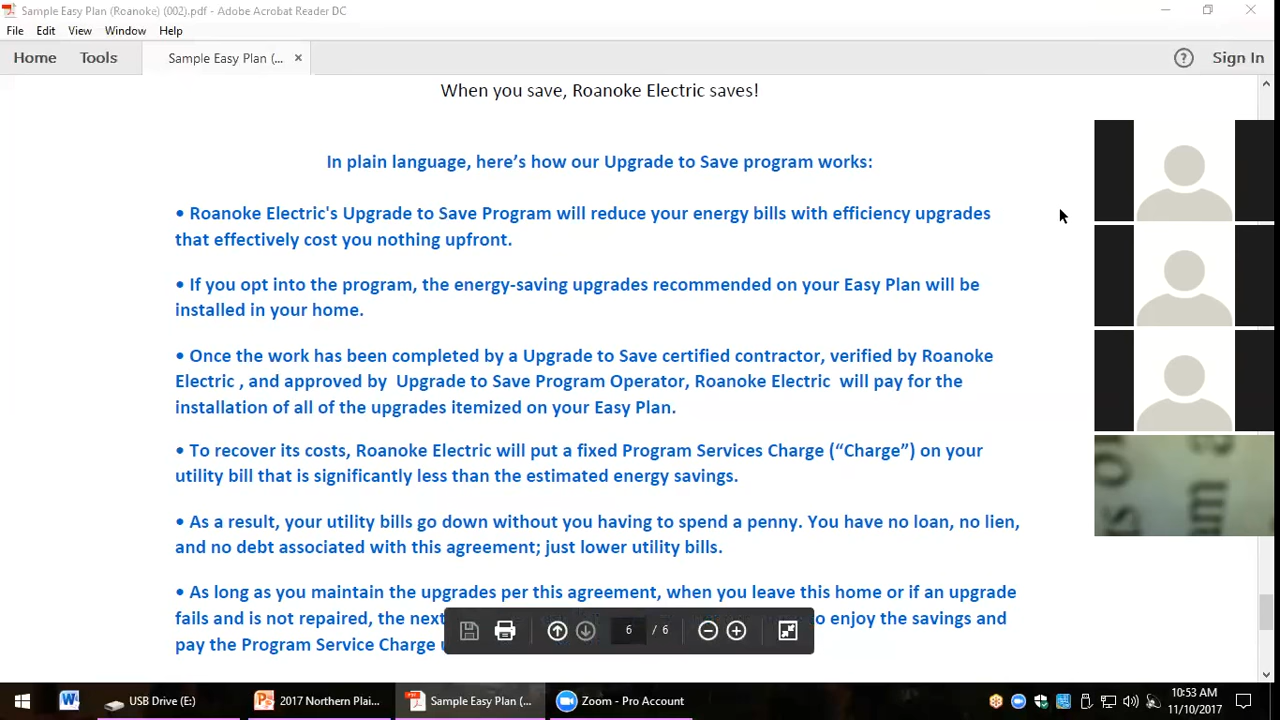 Sample Easy Plan (Roanoke) (002).pdf - Adobe Acrobat Reader DC
File Edit View Window Help
Home Tools Sample Easy Plan (... × Sign In
When you save, Roanoke Electric saves!
In plain language, here’s how our Upgrade to Save program works:
• Roanoke Electric's Upgrade to Save Program will reduce your energy bills with efficiency upgrades
that effectively cost you nothing upfront.
• If you opt into the program, the energy-saving upgrades recommended on your Easy Plan will be
installed in your home.
• Once the work has been completed by a Upgrade to Save certified contractor, verified by Roanoke
Electric , and approved by Upgrade to Save Program Operator, Roanoke Electric will pay for the
installation of all of the upgrades itemized on your Easy Plan.
• To recover its costs, Roanoke Electric will put a fixed Program Services Charge (“Charge”) on your
utility bill that is significantly less than the estimated energy savings.
• As a result, your utility bills go down without you having to spend a penny. You have no loan, no lien,
and no debt associated with this agreement; just lower utility bills.
• As long as you maintain the upgrades per this agreement, when you leave this home or if an upgrade
fails and is not repaired, the next to enjoy the savings and
pay the Program Service Charge
6 / 6
USB Drive (E:) 2017 Northern Plai... Sample Easy Plan (... Zoom - Pro Account
10:53 AM
11/10/2017